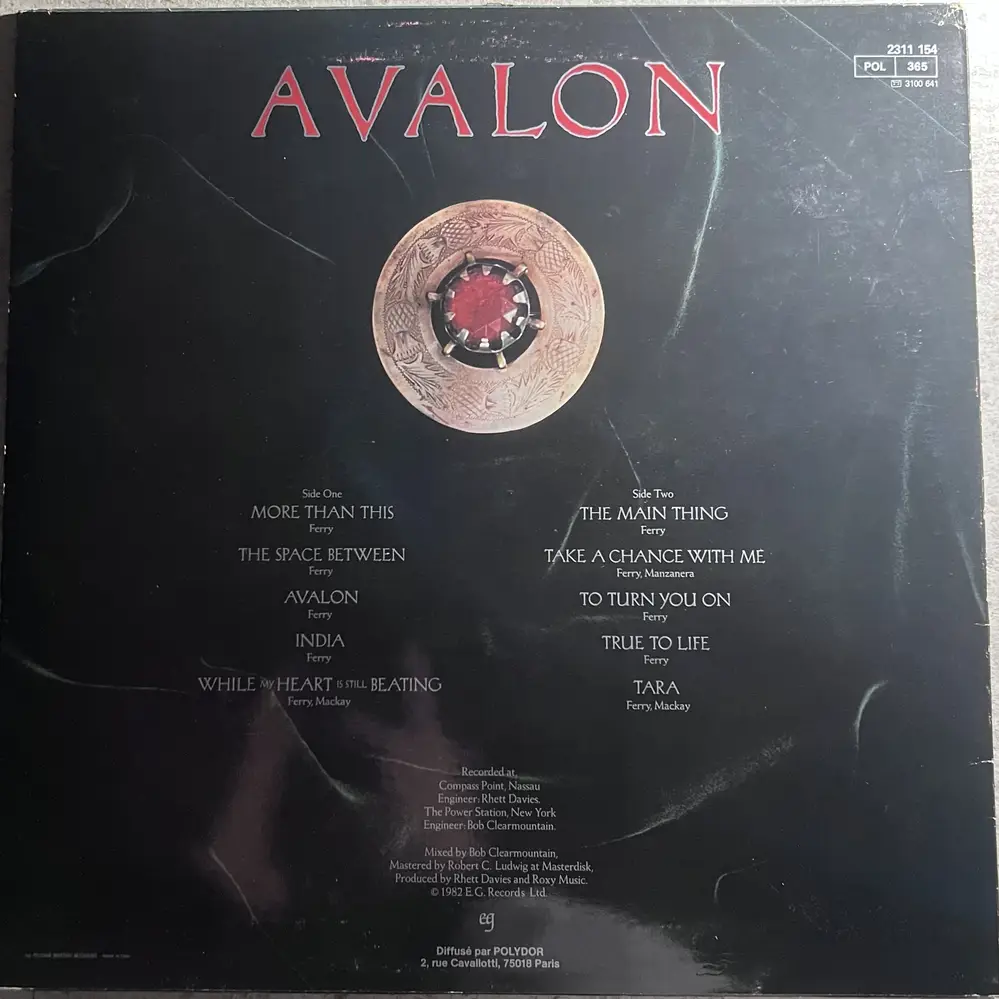 2311 154
POL 365
3100 641
AVALON
Side One
MORE THAN THIS
Ferry
THE SPACE BETWEEN
Ferry
AVALON
Ferry
INDIA
Ferry
WHILE MY HEART IS STILL BEATING
Ferry, Mackay
Side Two
THE MAIN THING
Ferry
TAKE A CHANCE WITH ME
Ferry, Manzanera
TO TURN YOU ON
Ferry
TRUE TO LIFE
Ferry
TARA
Ferry, Mackay
Recorded at,
Compass Point, Nassau
Engineer: Rhett Davies.
The Power Station, New York
Engineer: Bob Clearmountain.
Mixed by Bob Clearmountain,
Mastered by Robert C. Ludwig at Masterdisk,
Produced by Rhett Davies and Roxy Music.
© 1982 E.G. Records Ltd.
eg
Diffusé par POLYDOR
2, rue Cavallotti, 75018 Paris